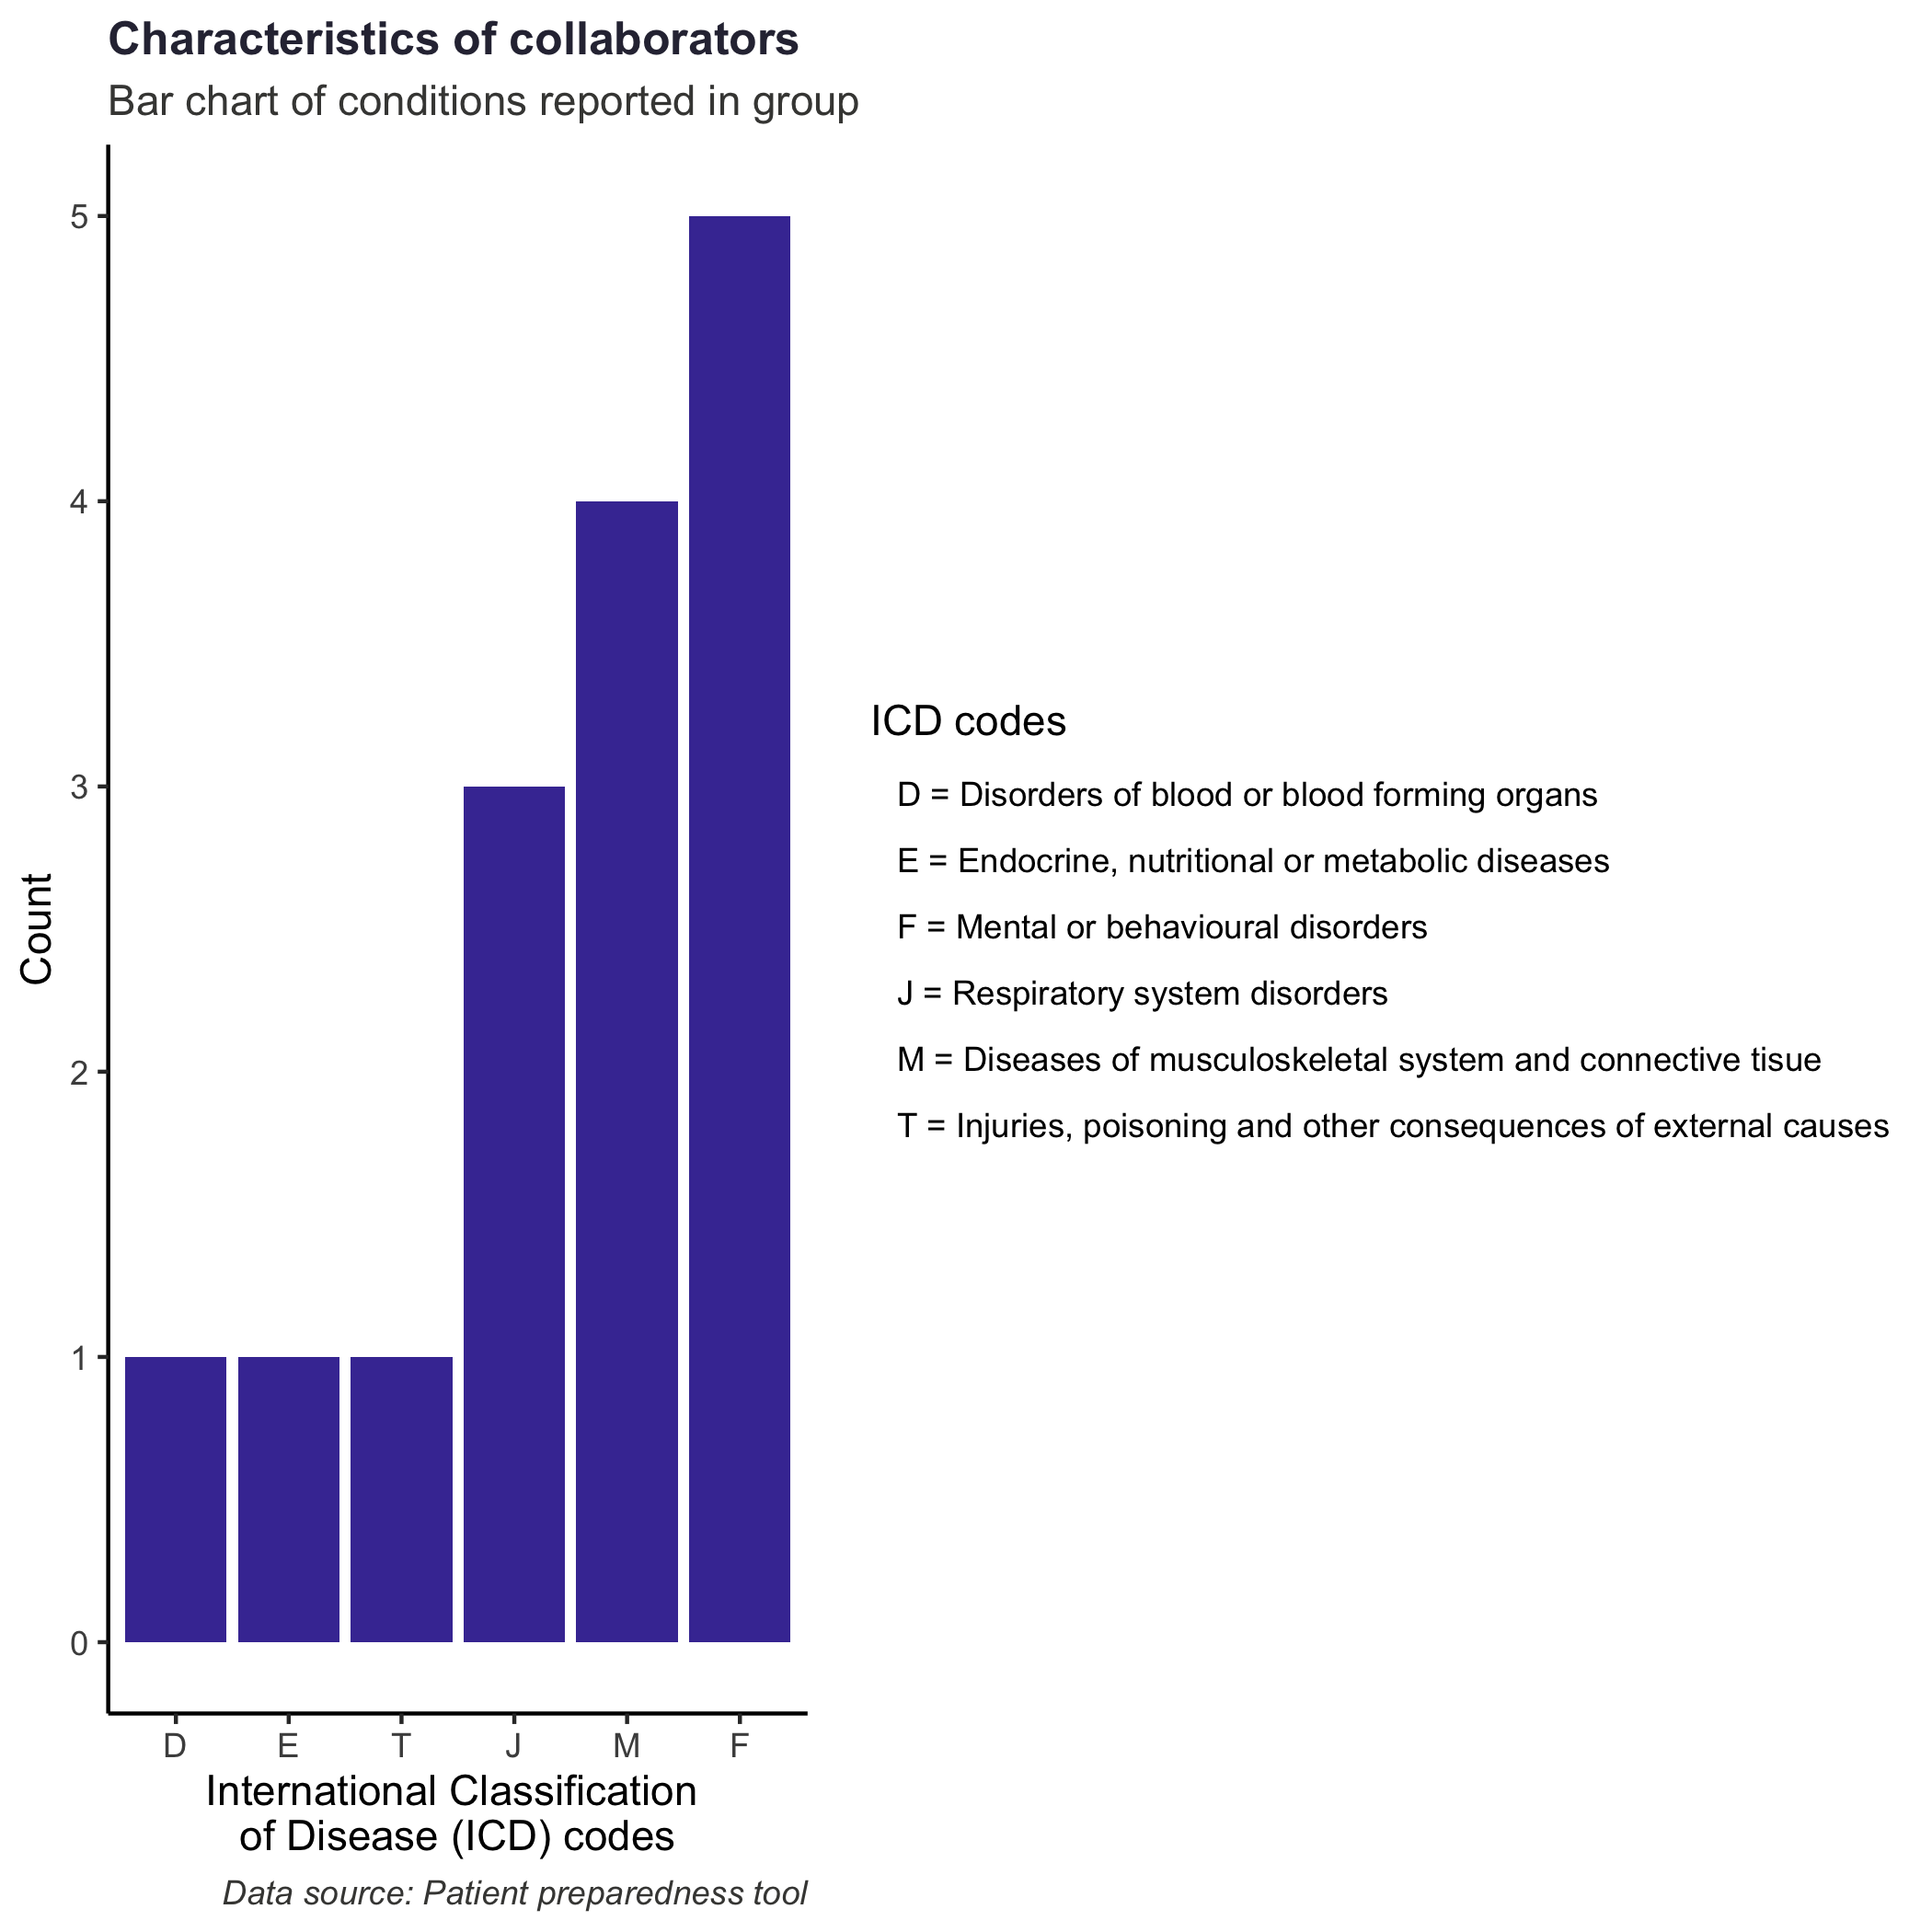 Characteristics of collaborators
Bar chart of conditions reported in group
5
4
3
2
1
0
Count
D E T J M F
International Classification
of Disease (ICD) codes
Data source: Patient preparedness tool
ICD codes
D = Disorders of blood or blood forming organs
E = Endocrine, nutritional or metabolic diseases
F = Mental or behavioural disorders
J = Respiratory system disorders
M = Diseases of musculoskeletal system and connective tisue
T = Injuries, poisoning and other consequences of external causes